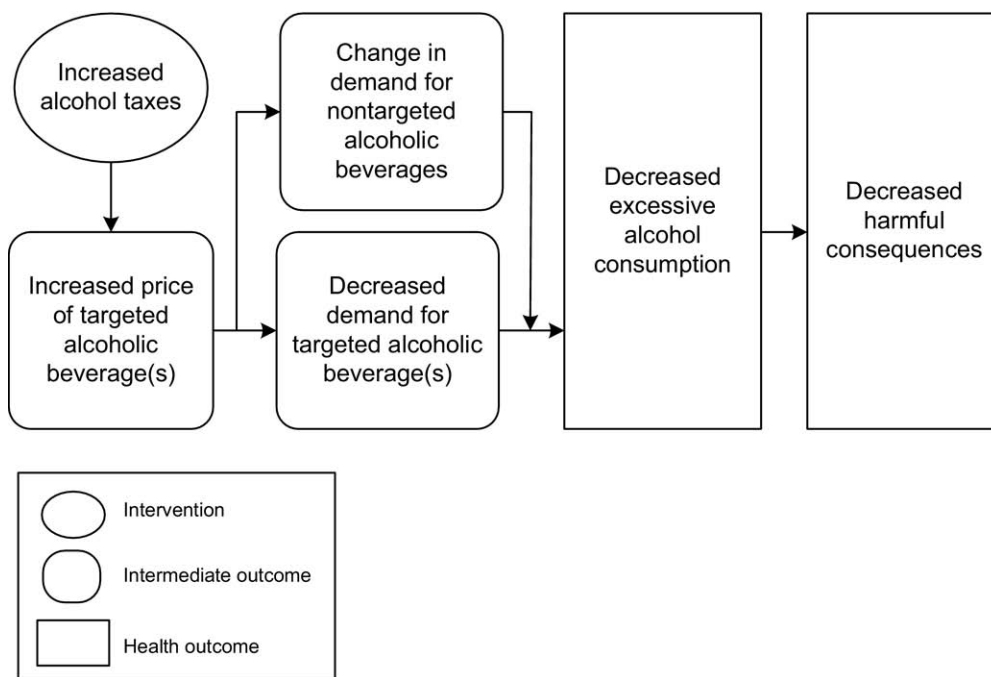 Increased
alcohol taxes
Change in
demand for
nontargeted
alcoholic
beverages
Increased price
of targeted
alcoholic
beverage(s)
Decreased
demand for
targeted alcoholic
beverage(s)
Decreased
excessive
alcohol
consumption
Decreased
harmful
consequences
Intervention
Intermediate outcome
Health outcome